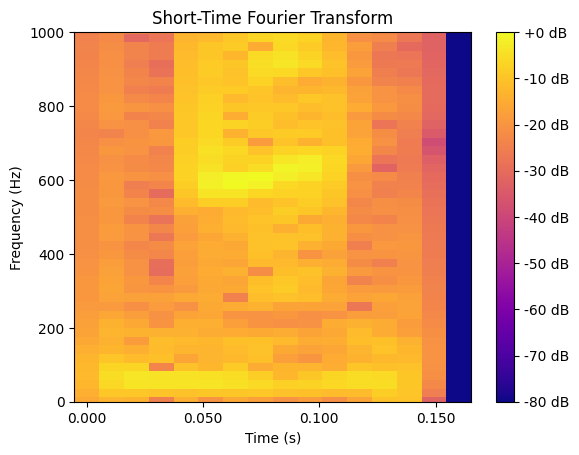 Short-Time Fourier Transform
1000
800
600
400
200
0
Frequency (Hz)
0.000
0.050
0.100
0.150
Time (s)
+0 dB
-10 dB
-20 dB
-30 dB
-40 dB
-50 dB
-60 dB
-70 dB
-80 dB